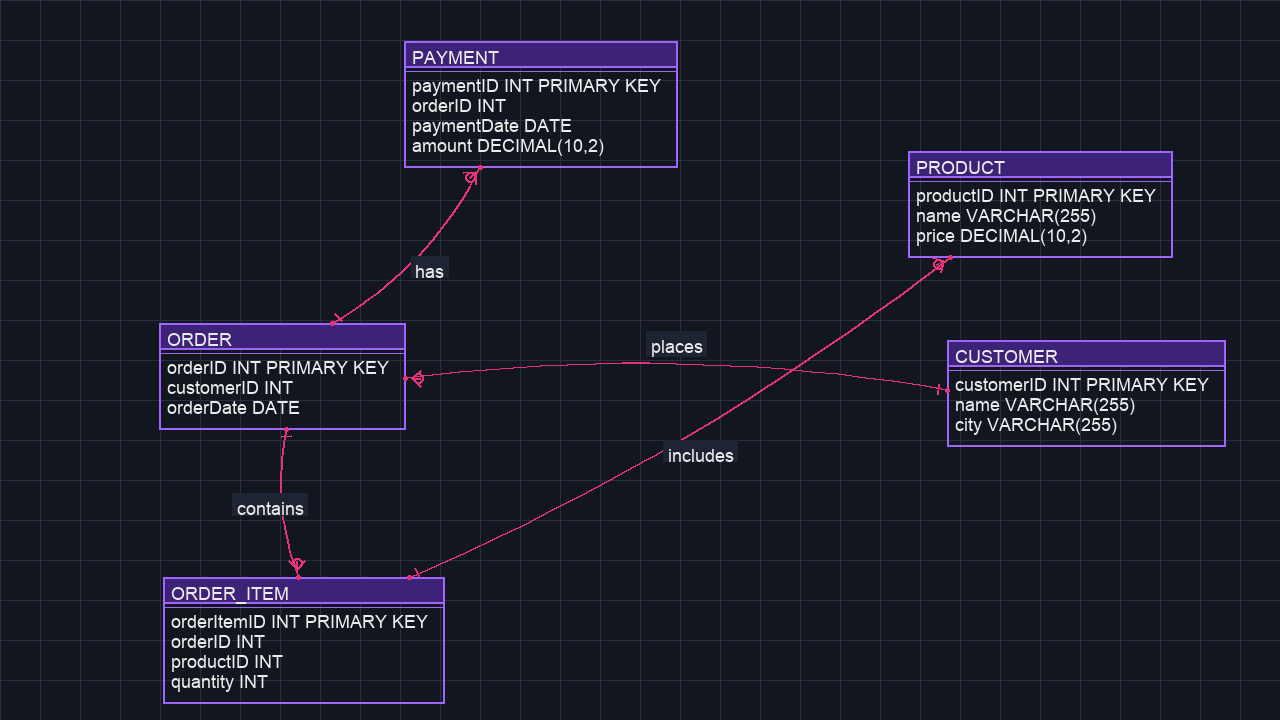 PAYMENT
paymentID INT PRIMARY KEY
orderID INT
paymentDate DATE
amount DECIMAL(10,2)
PRODUCT
productID INT PRIMARY KEY
name VARCHAR(255)
price DECIMAL(10,2)
has
ORDER
orderID INT PRIMARY KEY
customerID INT
orderDate DATE
places
CUSTOMER
customerID INT PRIMARY KEY
name VARCHAR(255)
city VARCHAR(255)
includes
contains
ORDER_ITEM
orderItemID INT PRIMARY KEY
orderID INT
productID INT
quantity INT